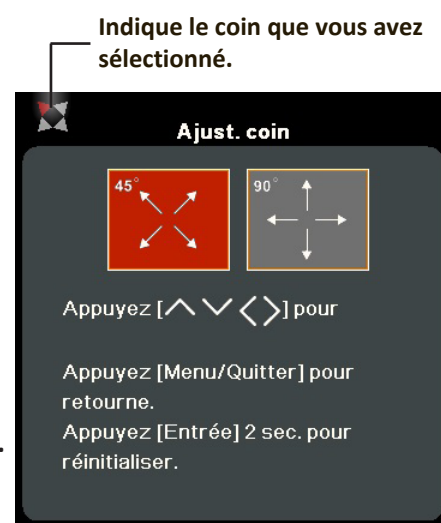 Indique le coin que vous avez
sélectionné.
Ajust. coin
45°
90°
Appuyez [︿﹀〈〉] pour
Appuyez [Menu/Quitter] pour
retourne.
Appuyez [Entrée] 2 sec. pour
réinitialiser.
.